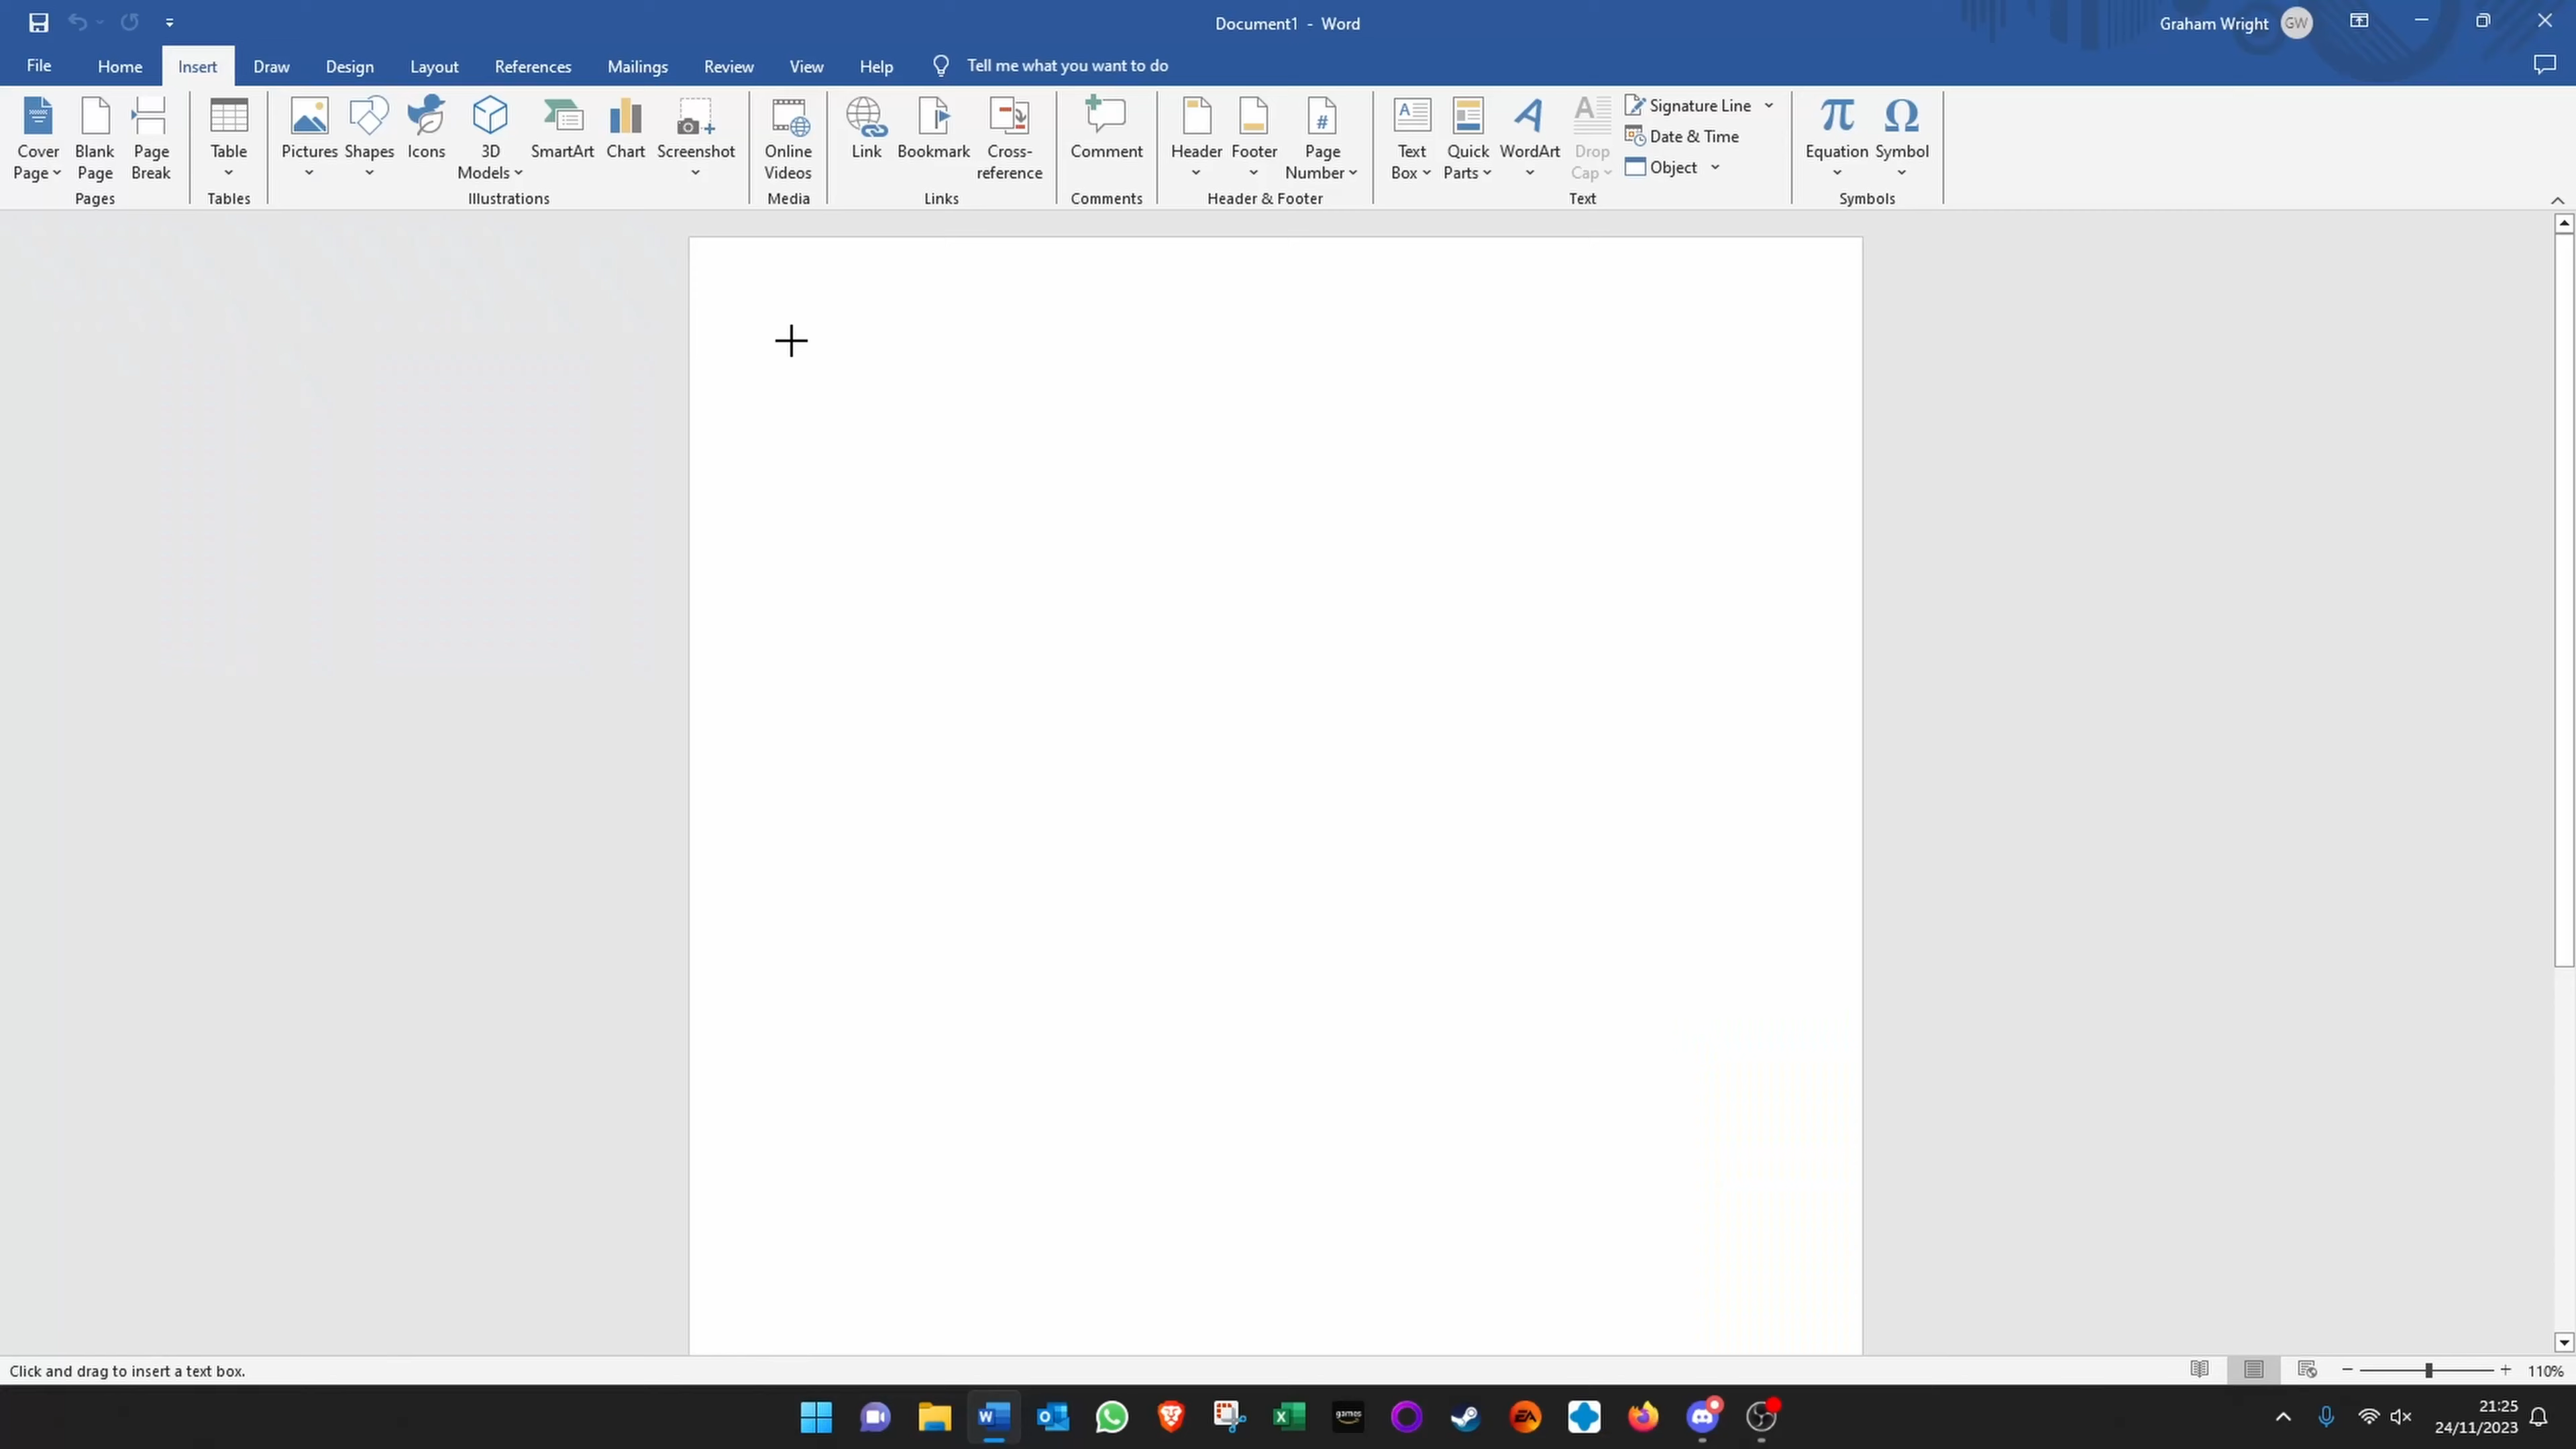 Document1 - Word
Graham Wright GW
File Home Insert Draw Design Layout References Mailings Review View Help Tell me what you want to do
Cover Page
Blank Page
Page Break
Pages
Table
Tables
Pictures
Shapes
Icons
3D Models
SmartArt
Chart
Screenshot
Illustrations
Online Videos
Media
Link
Bookmark
Cross-reference
Links
Comment
Comments
Header
Footer
Page Number
Header & Footer
Text Box
Quick Parts
WordArt
Drop Cap
Signature Line
Date & Time
Object
Text
Equation
Symbol
Symbols
Click and drag to insert a text box.
110%
games
EA
21:25
24/11/2023